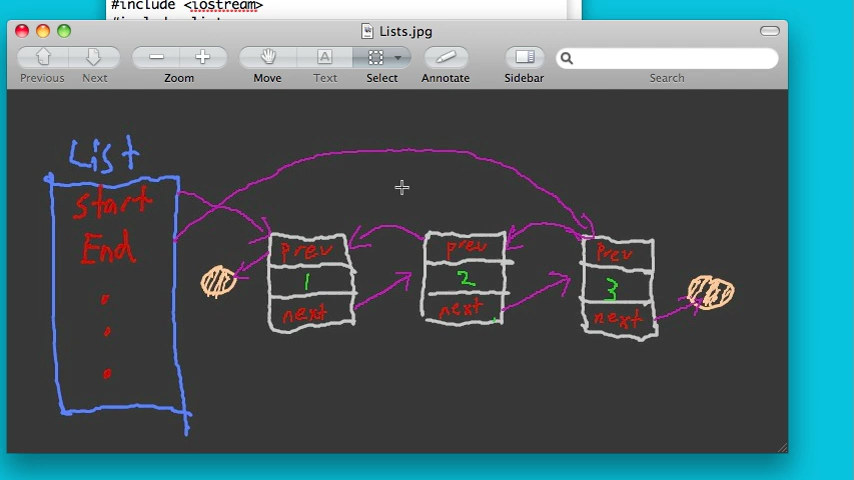 #include <iostream>
Lists.jpg
Previous Next Zoom Move Text Select Annotate Sidebar Search
List
Start
End
prev prev prev
1 2 3
next next next